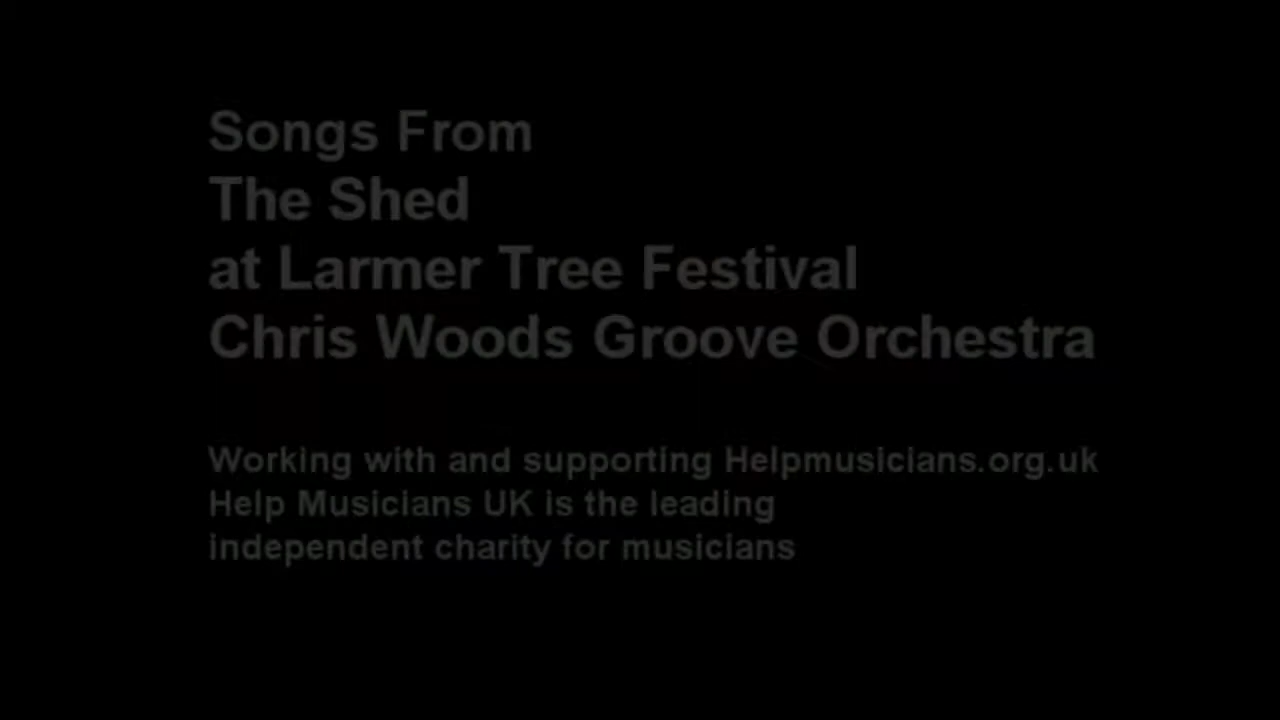 Songs From
The Shed
at Larmer Tree Festival
Chris Woods Groove Orchestra
Working with and supporting Helpmusicians.org.uk
Help Musicians UK is the leading
independent charity for musicians